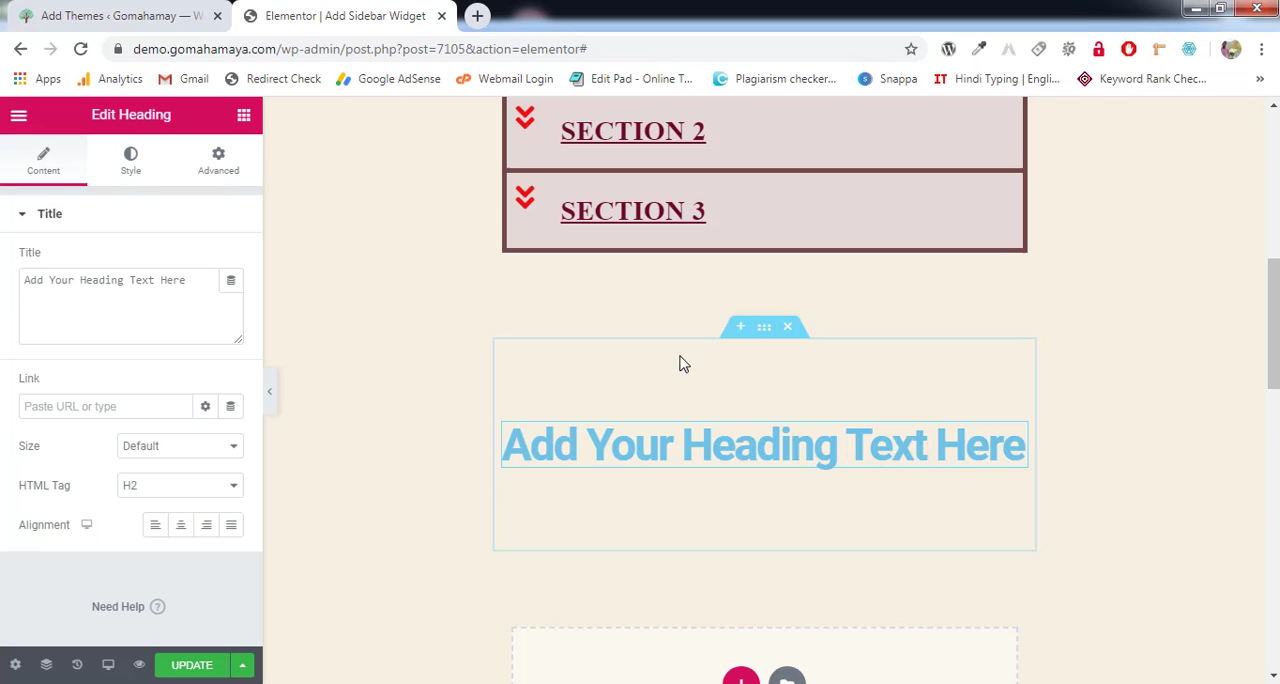 Add Themes ‹ Gomahamay — W
Elementor | Add Sidebar Widget
demo.gomahamaya.com/wp-admin/post.php?post=7105&action=elementor#
Apps
Analytics
Gmail
Redirect Check
Google AdSense
Webmail Login
Edit Pad - Online T...
Plagiarism checker...
Snappa
IT Hindi Typing | Engli...
Keyword Rank Chec...
»
Edit Heading
Content
Style
Advanced
Title
Title
Add Your Heading Text Here
Link
Paste URL or type
Size
Default
HTML Tag
H2
Alignment
Need Help ?
UPDATE
SECTION 2
SECTION 3
Add Your Heading Text Here